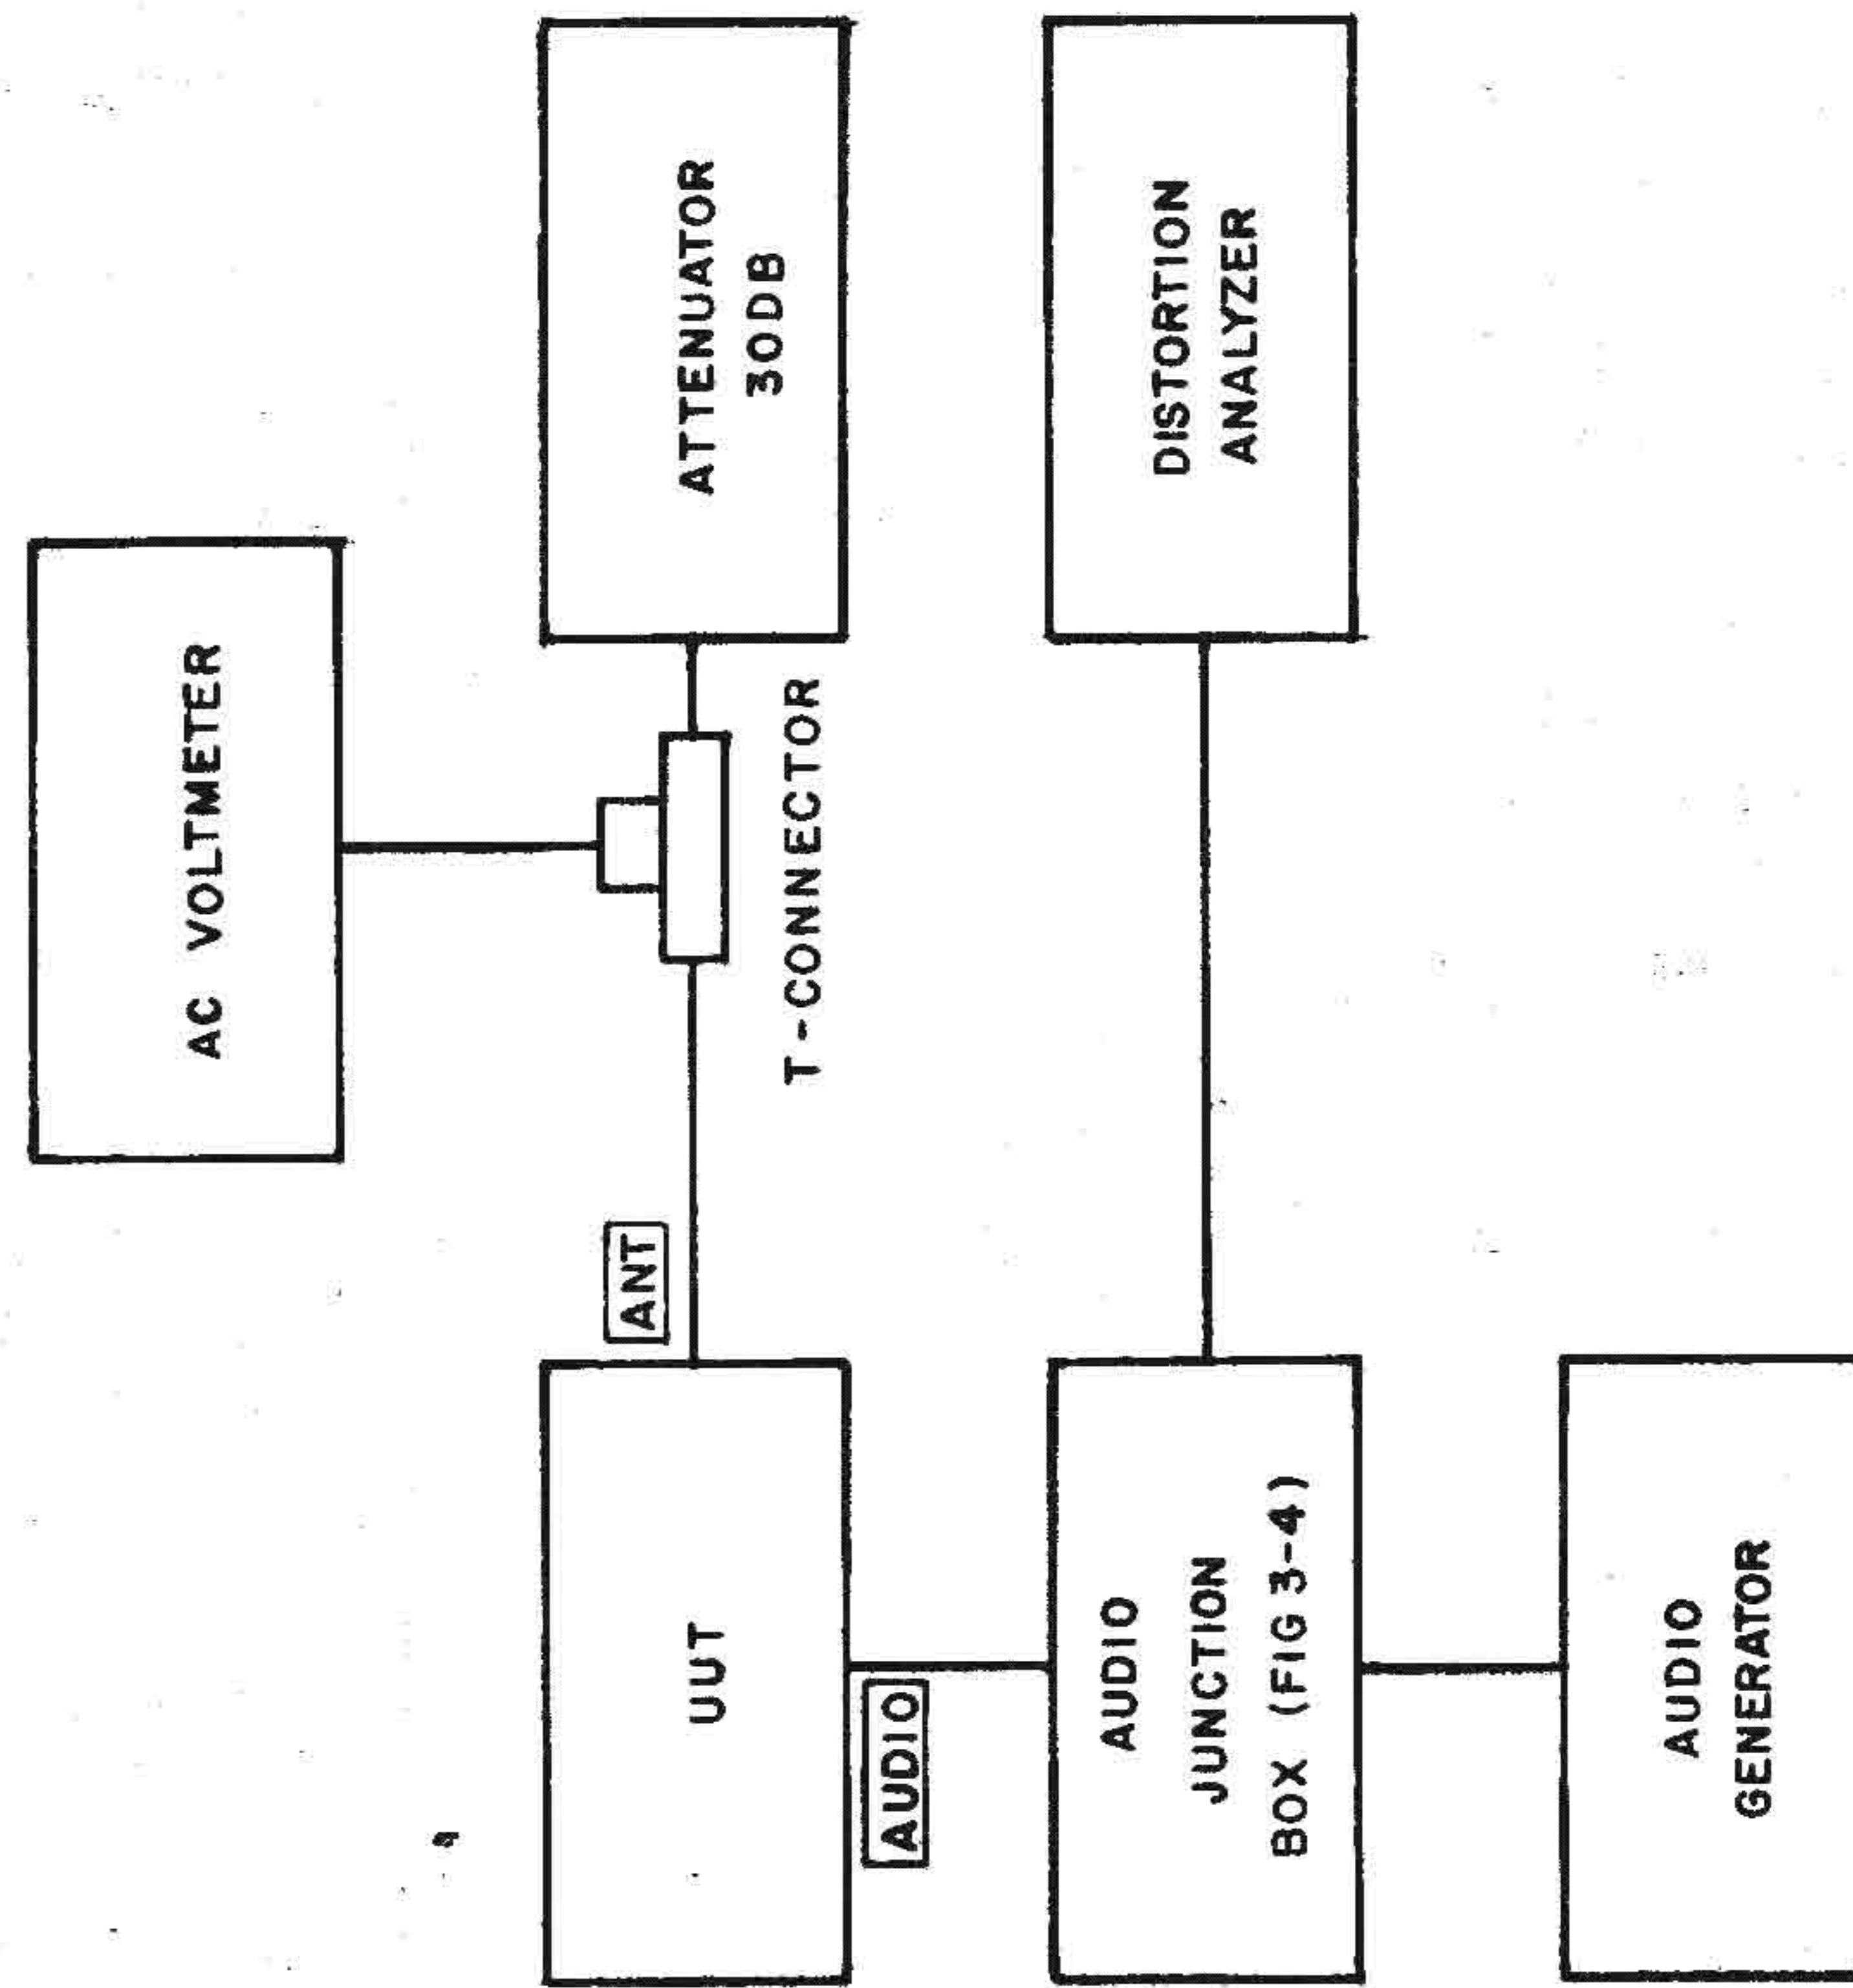 AC VOLTMETER
ANT
T-CONNECTOR
ATTENUATOR
30DB
UUT
AUDIO
AUDIO
JUNCTION
BOX (FIG 3-4)
DISTORTION
ANALYZER
AUDIO
GENERATOR